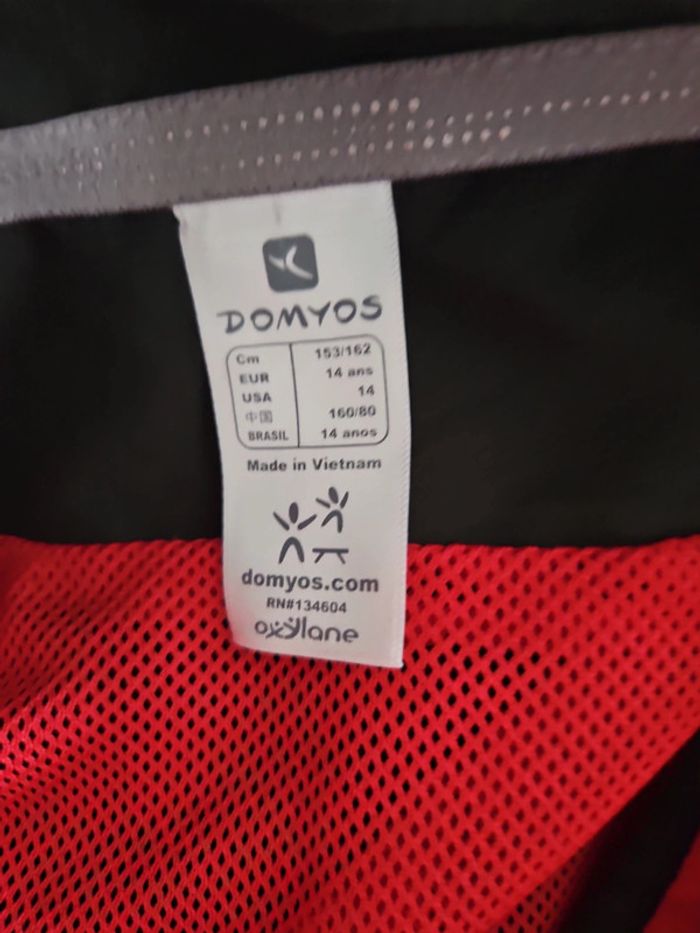 DOMYOS
Cm 153/162
EUR 14 ans
USA 14
中国 160/80
BRASIL 14 anos
Made in Vietnam
domyos.com
RN#134604
oxylane